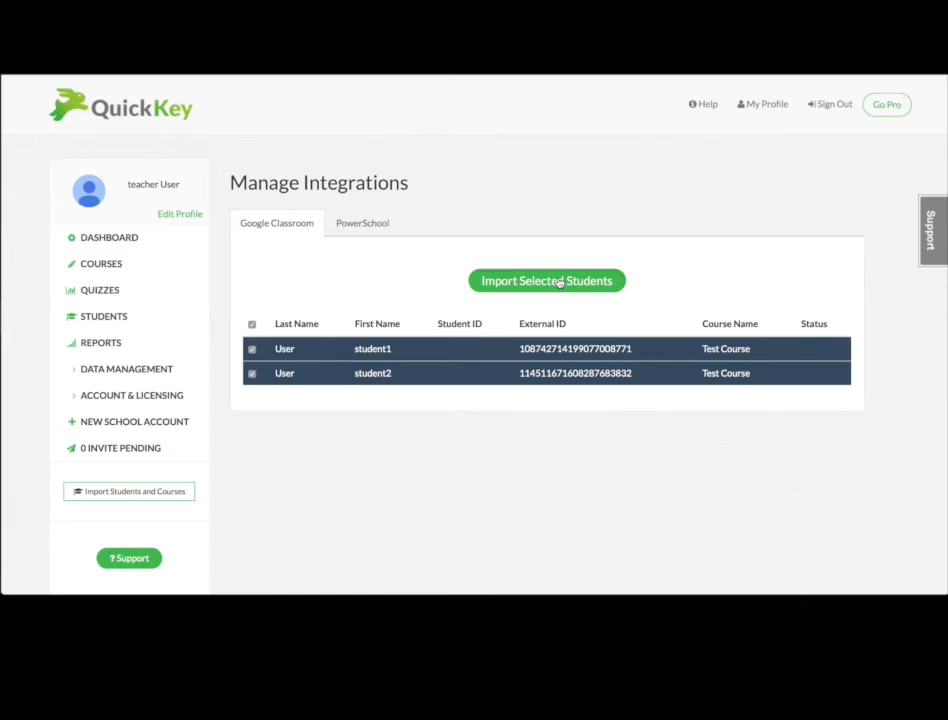 QuickKey
Help My Profile Sign Out Go Pro
teacher User
Edit Profile
DASHBOARD
COURSES
QUIZZES
STUDENTS
REPORTS
DATA MANAGEMENT
ACCOUNT & LICENSING
NEW SCHOOL ACCOUNT
0 INVITE PENDING
Import Students and Courses
? Support
Manage Integrations
Google Classroom PowerSchool
Import Selected Students
Last Name First Name Student ID External ID Course Name Status
User student1 108742714199077008771 Test Course
User student2 114511671608287683832 Test Course
Support